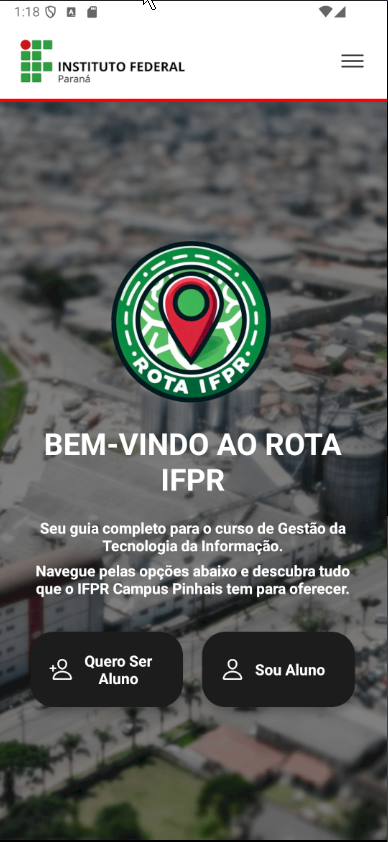 1:18
INSTITUTO FEDERAL
Paraná
ROTA IFPR
BEM-VINDO AO ROTA
IFPR
Seu guia completo para o curso de Gestão da
Tecnologia da Informação.
Navegue pelas opções abaixo e descubra tudo
que o IFPR Campus Pinhais tem para oferecer.
Quero Ser
Aluno
Sou Aluno